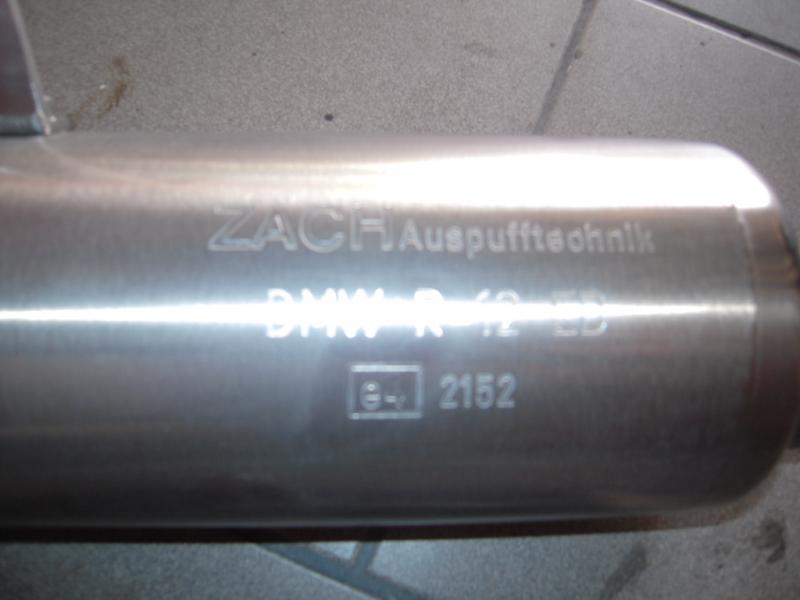 ZACH Auspufftechnik
BMW R 12 EB
e4 2152